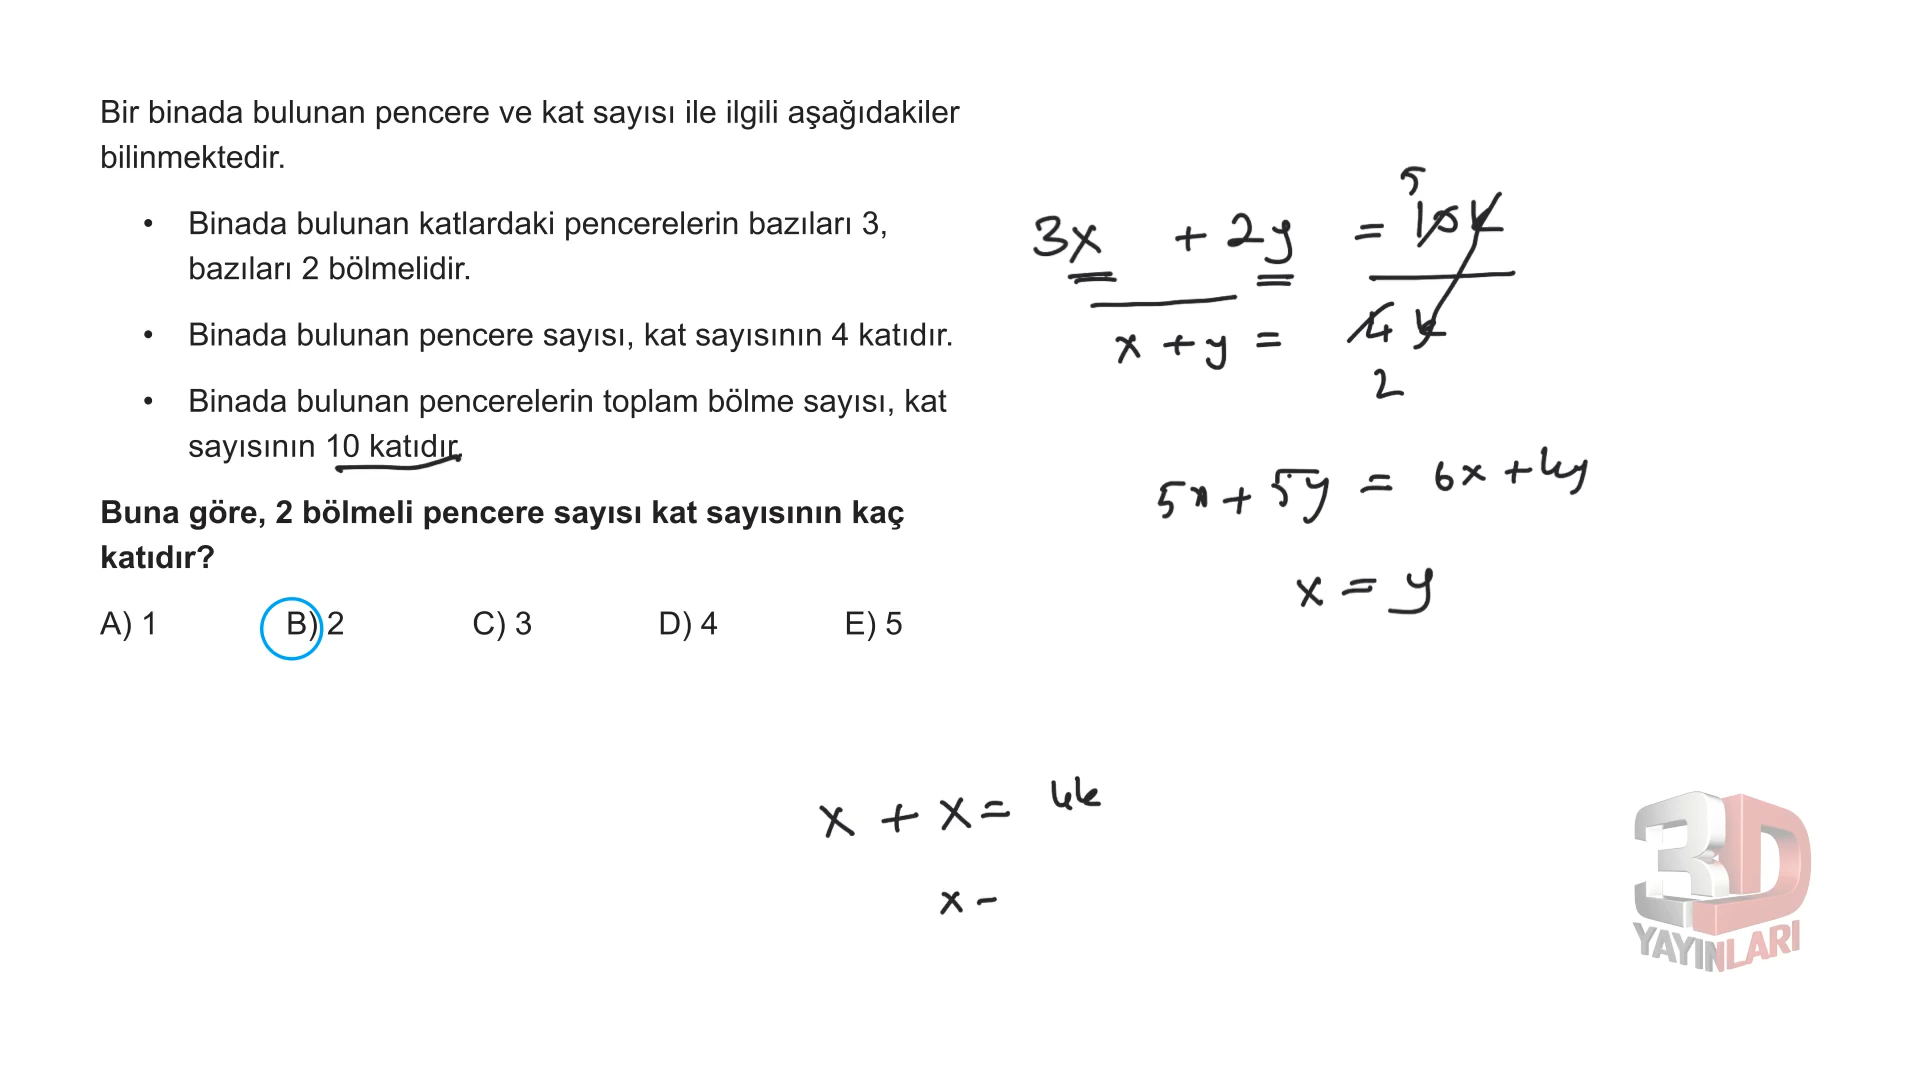 Bir binada bulunan pencere ve kat sayısı ile ilgili aşağıdakiler
bilinmektedir.
• Binada bulunan katlardaki pencerelerin bazıları 3,
bazıları 2 bölmelidir.
• Binada bulunan pencere sayısı, kat sayısının 4 katıdır.
• Binada bulunan pencerelerin toplam bölme sayısı, kat
sayısının 10 katıdır.
Buna göre, 2 bölmeli pencere sayısı kat sayısının kaç
katıdır?
A) 1 B) 2 C) 3 D) 4 E) 5
5
3x + 2y = 10k
x + y = 4k
2
5x + 5y = 6x + 4y
x = y
x + x = 4k
x -
3D
YAYINLARI